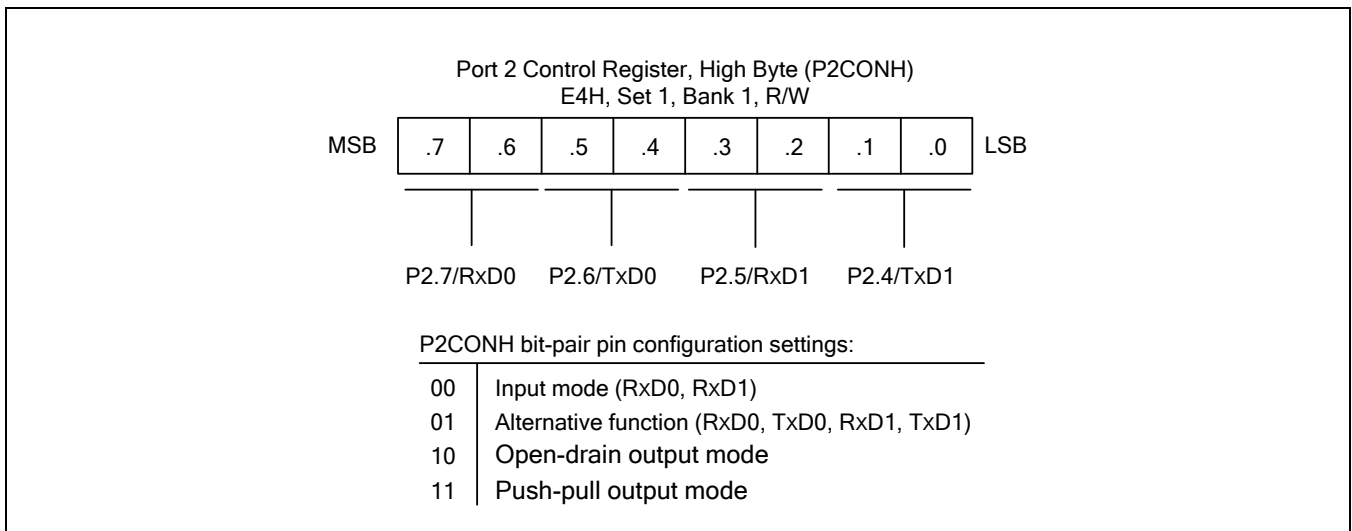 Port 2 Control Register, High Byte (P2CONH)
E4H, Set 1, Bank 1, R/W
MSB .7 .6 .5 .4 .3 .2 .1 .0 LSB
P2.7/RxD0 P2.6/TxD0 P2.5/RxD1 P2.4/TxD1
P2CONH bit-pair pin configuration settings:
00 Input mode (RxD0, RxD1)
01 Alternative function (RxD0, TxD0, RxD1, TxD1)
10 Open-drain output mode
11 Push-pull output mode